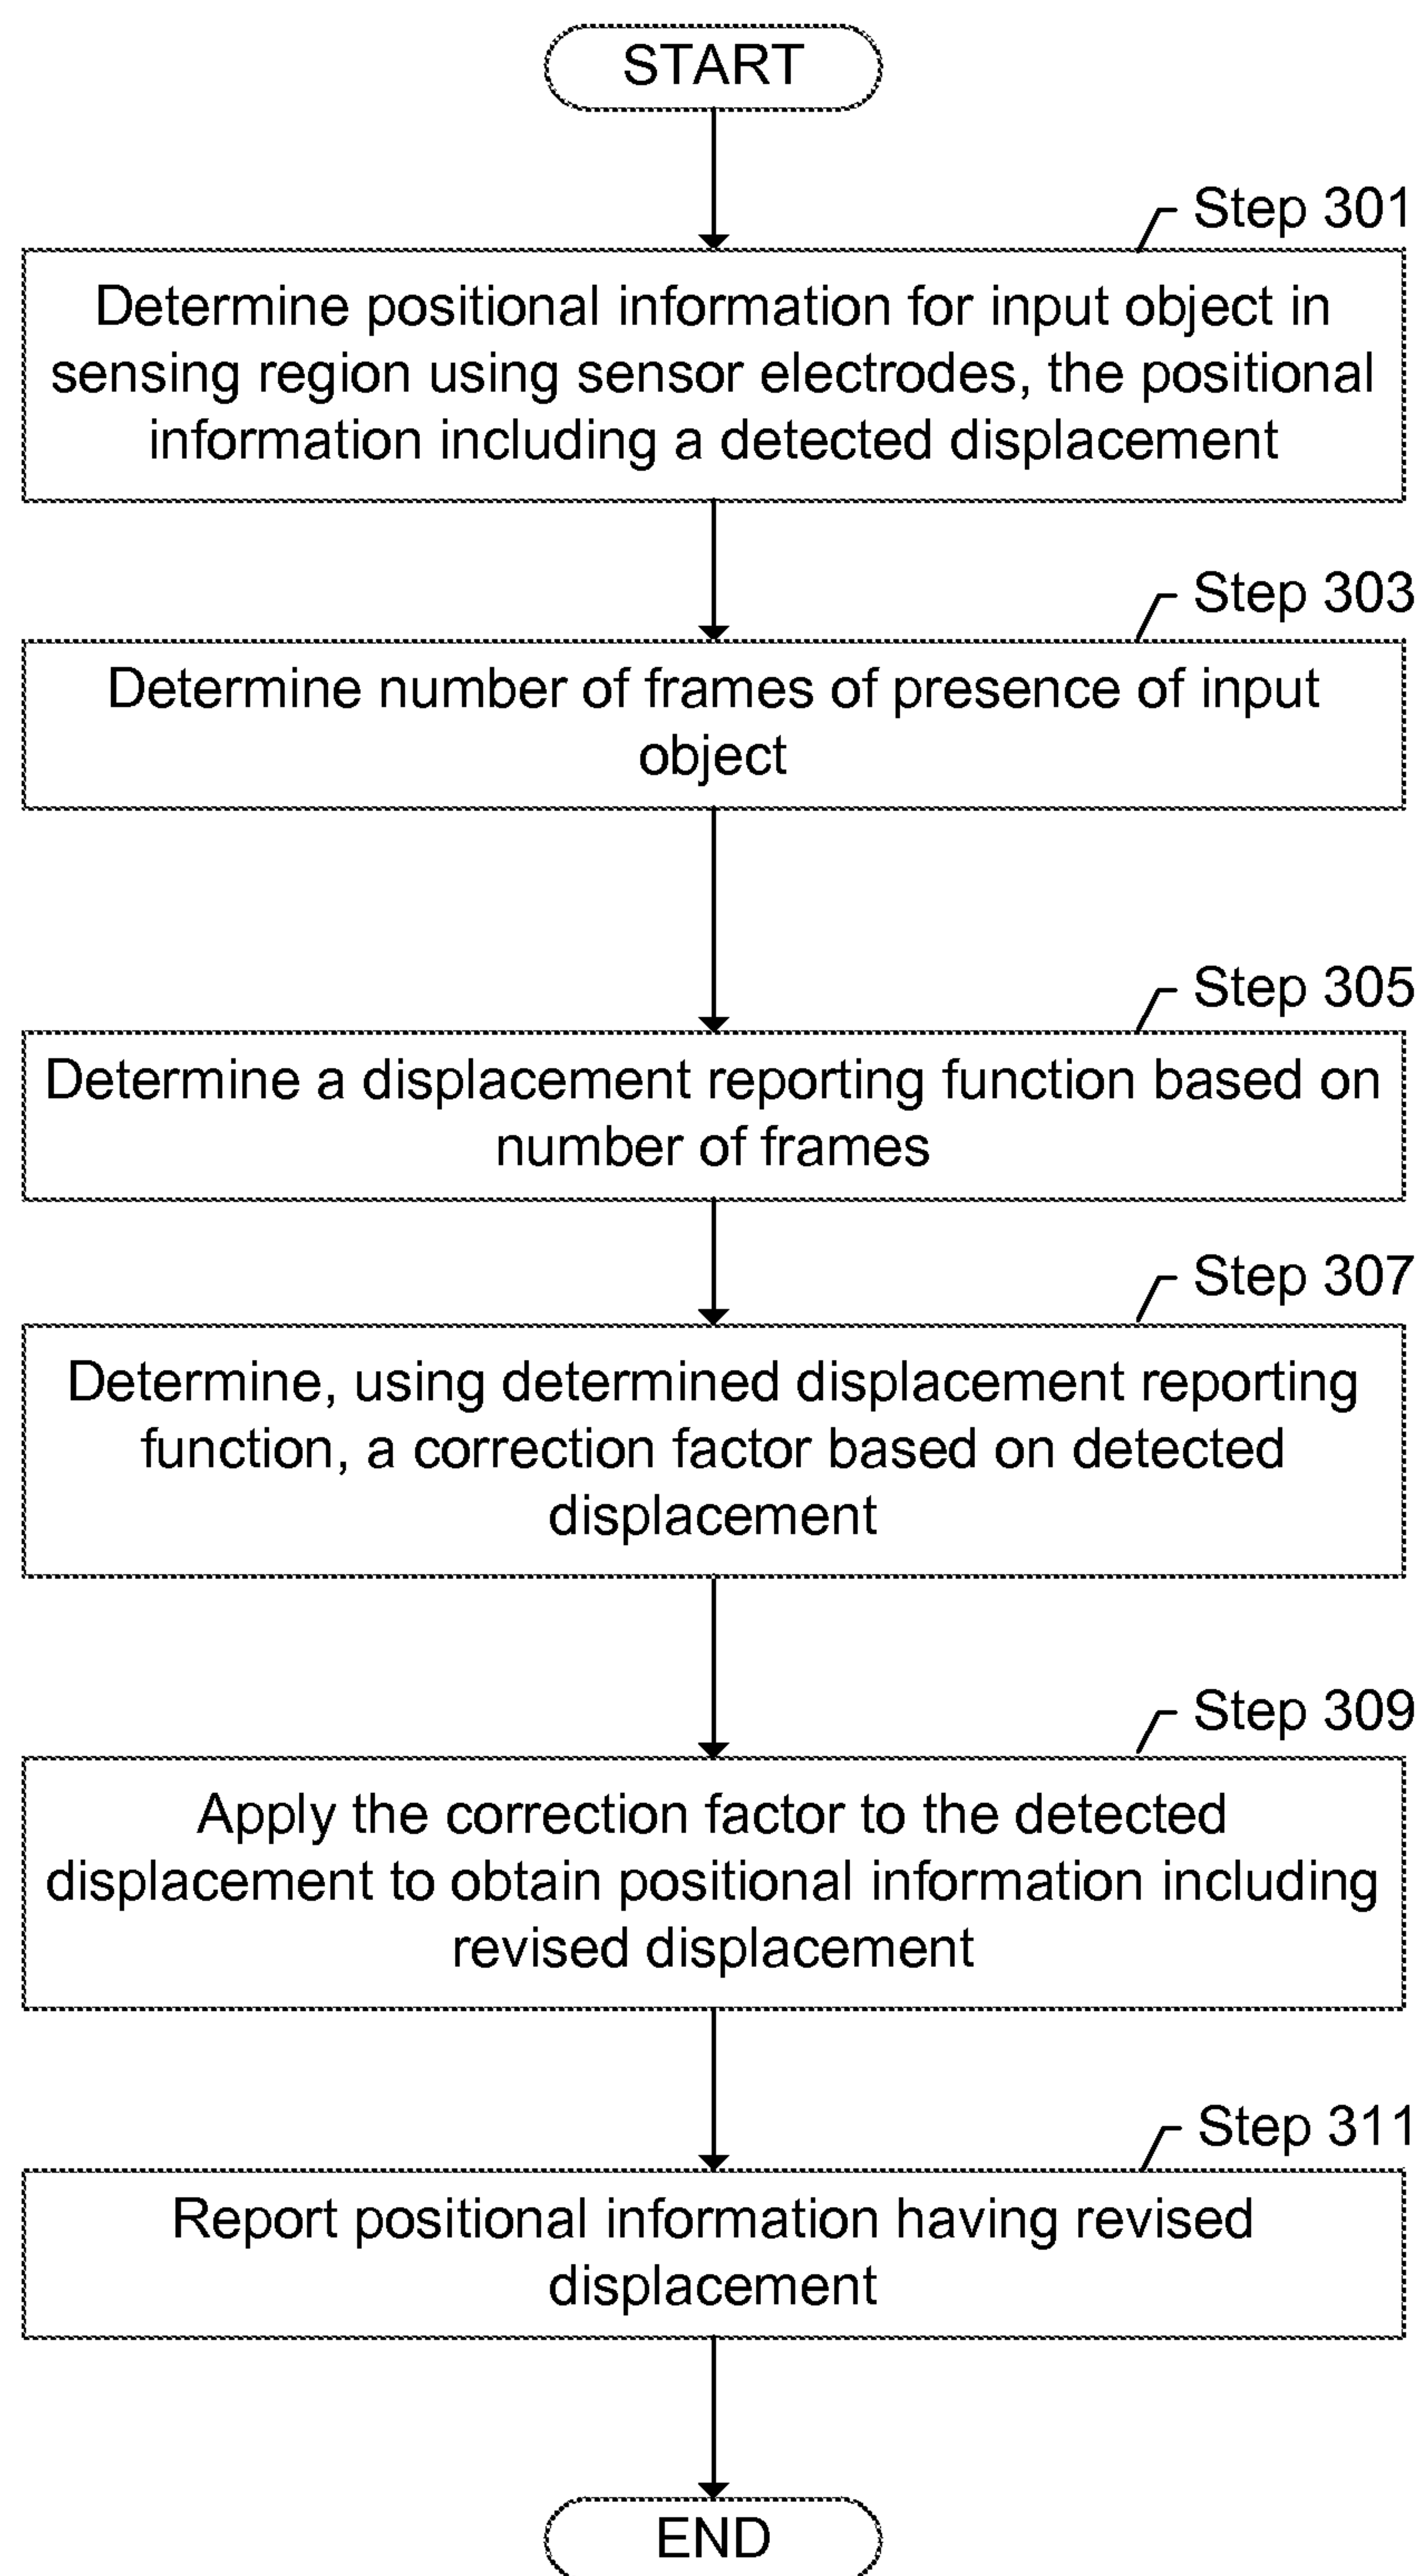 START
Step 301
Determine positional information for input object in
sensing region using sensor electrodes, the positional
information including a detected displacement
Step 303
Determine number of frames of presence of input
object
Step 305
Determine a displacement reporting function based on
number of frames
Step 307
Determine, using determined displacement reporting
function, a correction factor based on detected
displacement
Step 309
Apply the correction factor to the detected
displacement to obtain positional information including
revised displacement
Step 311
Report positional information having revised
displacement
END